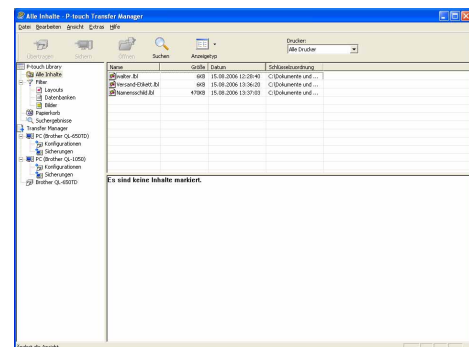 Alle Inhalte - P-touch Transfer Manager
Datei Bearbeiten Ansicht Extras Hilfe
Übertragen Sichern Öffnen Suchen Anzeigetyp
Drucker:
Alle Drucker
P-touch Library
Alle Inhalte
Filter
Layouts
Datenbanken
Bilder
Papierkorb
Suchergebnisse
Transfer Manager
PC (Brother QL-650TD)
Konfigurationen
Sicherungen
PC (Brother QL-1050)
Konfigurationen
Sicherungen
Brother QL-650TD
Name Größe Datum Schlüsselzuordnung
walter.lbl 6KB 15.08.2006 12:28:40 C:\Dokumente und ...
Versand-Etikett.lbl 6KB 15.08.2006 13:36:20 C:\Dokumente und ...
Namensschild.lbl 470KB 15.08.2006 13:37:03 C:\Dokumente und ...
Es sind keine Inhalte markiert.